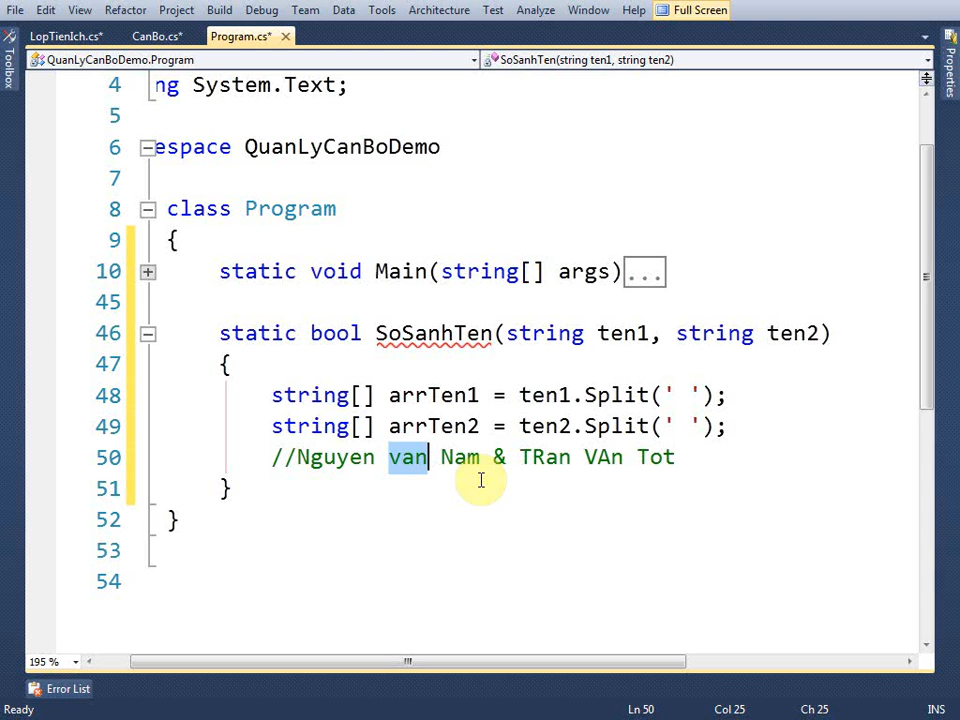 File Edit View Refactor Project Build Debug Team Data Tools Architecture Test Analyze Window Help Full Screen
LopTienIch.cs* CanBo.cs* Program.cs*
QuanLyCanBoDemo.Program SoSanhTen(string ten1, string ten2)
Toolbox
Properties
4 ng System.Text;
5
6 espace QuanLyCanBoDemo
7
8 class Program
9 {
10 static void Main(string[] args)...
45
46 static bool SoSanhTen(string ten1, string ten2)
47 {
48 string[] arrTen1 = ten1.Split(' ');
49 string[] arrTen2 = ten2.Split(' ');
50 //Nguyen van Nam & TRan VAn Tot
51 }
52 }
53
54
195 %
Error List
Ready Ln 50 Col 25 Ch 25 INS